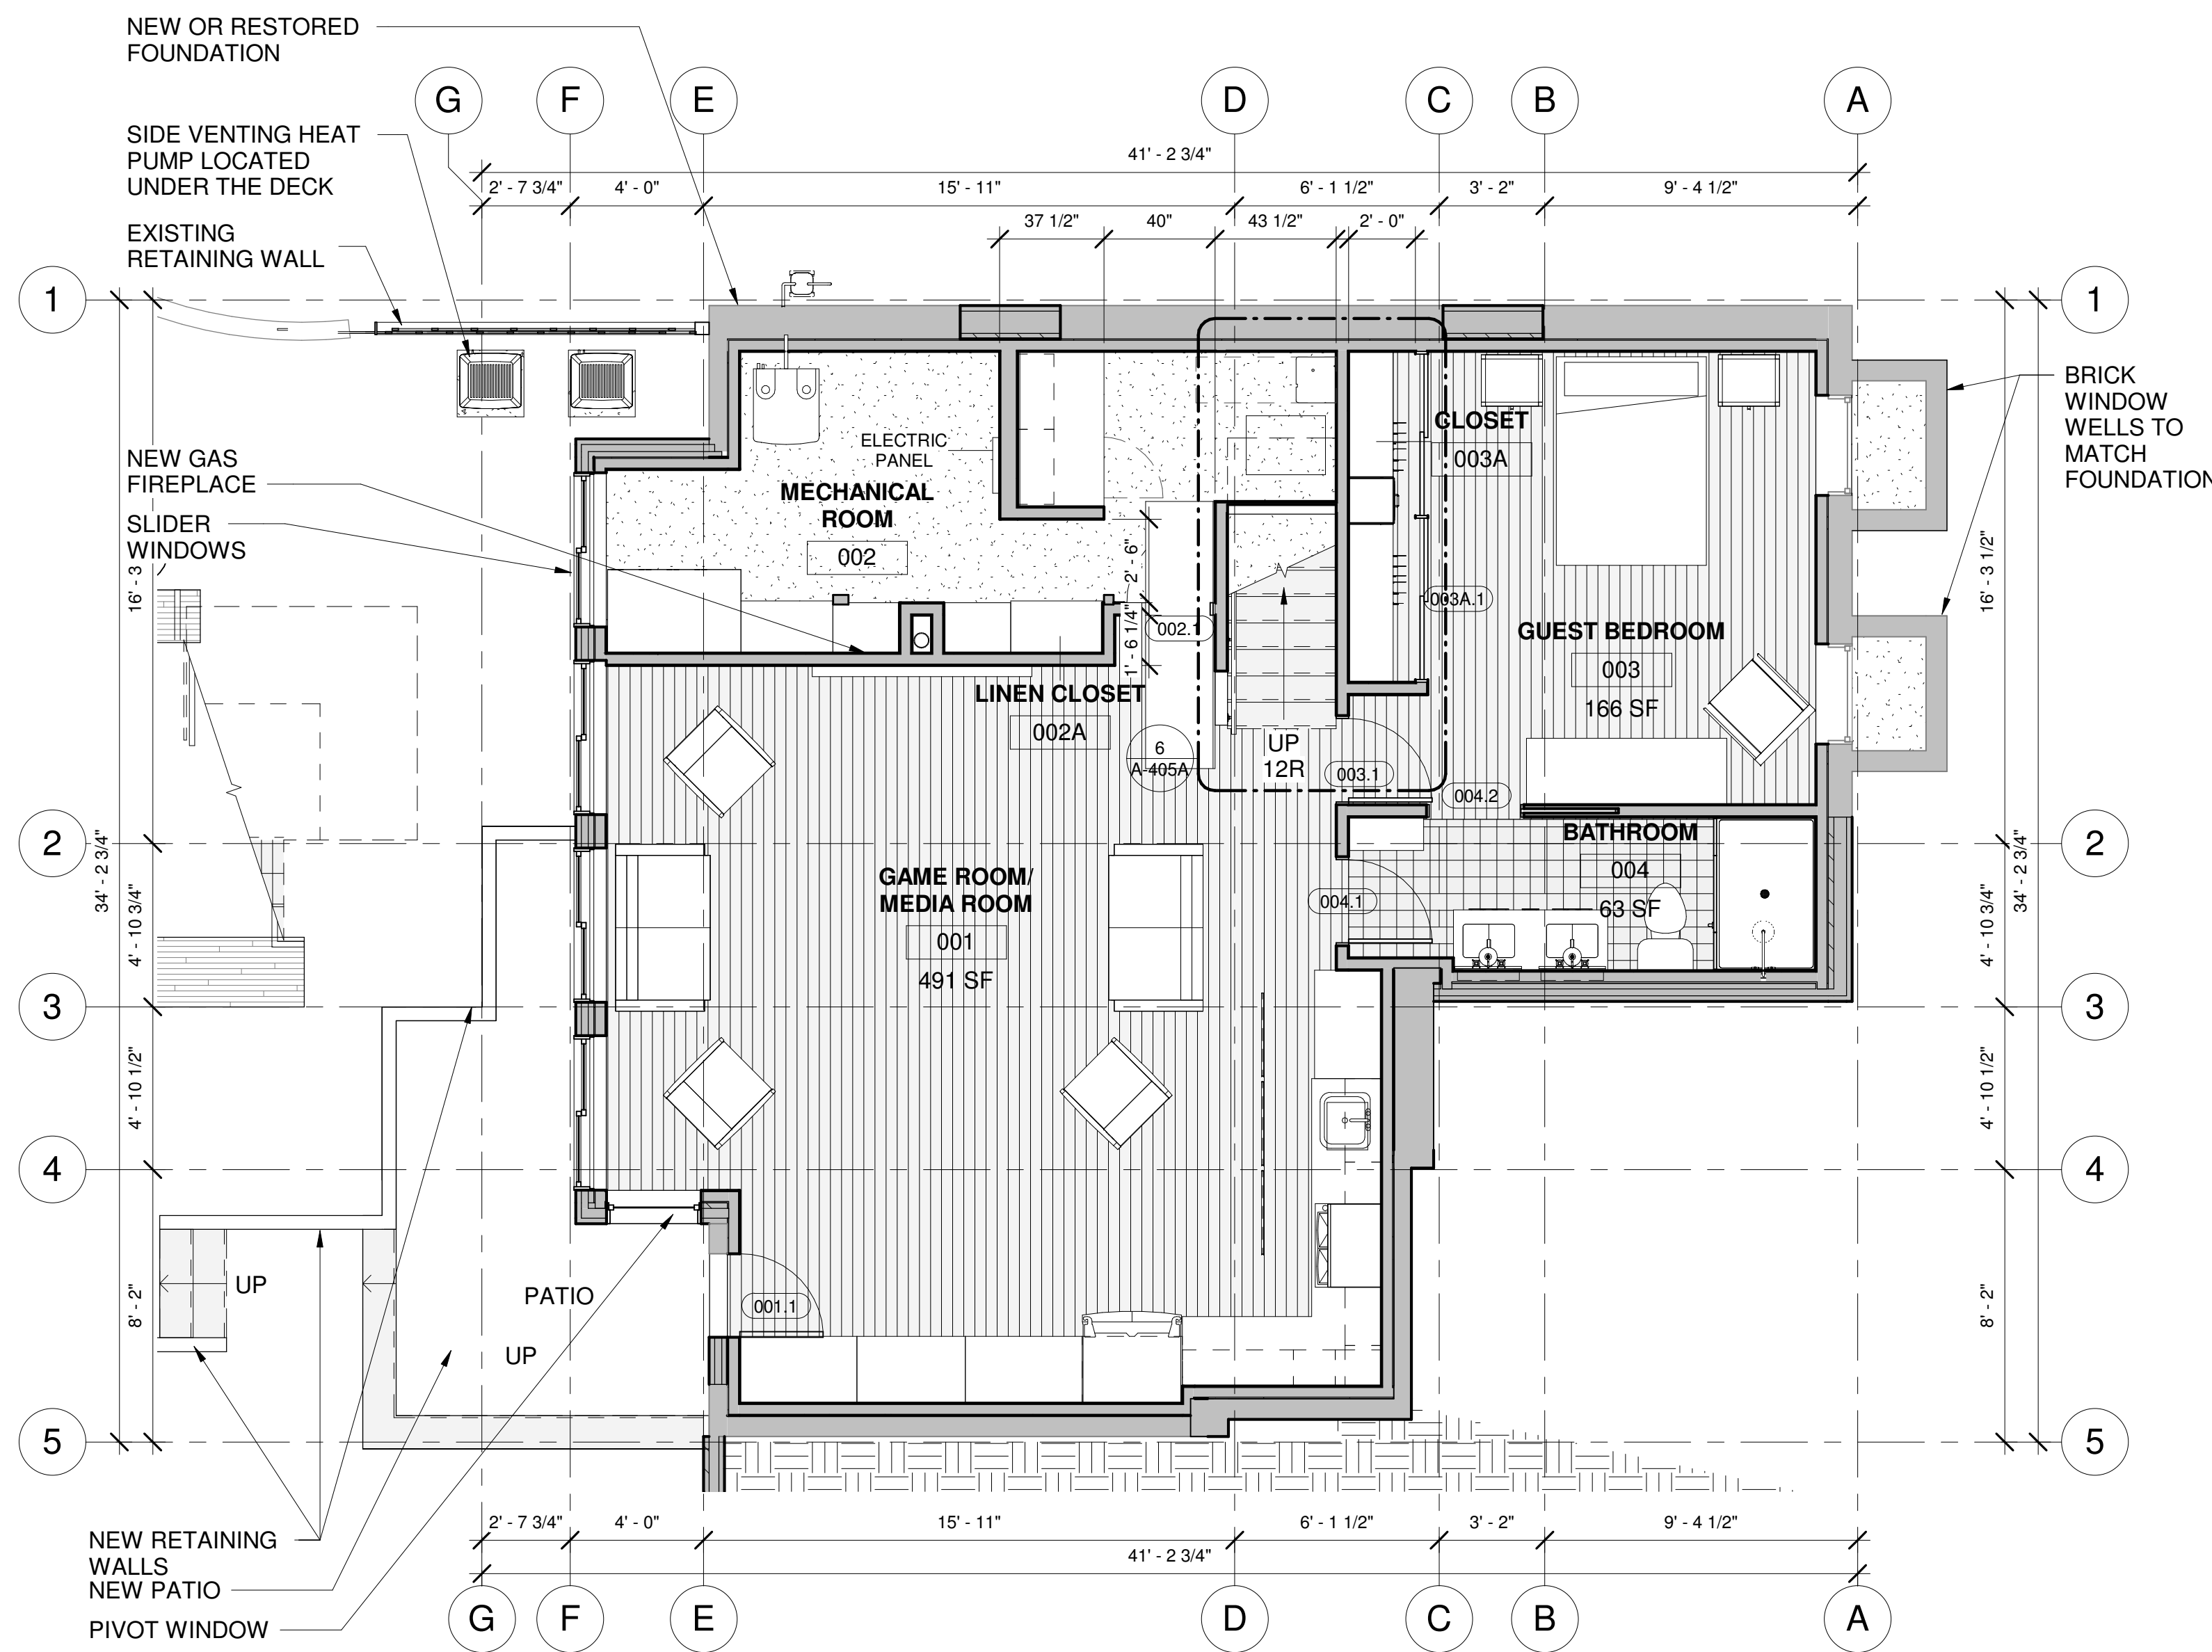 NEW OR RESTORED
FOUNDATION
G
F
E
D
C
B
A
SIDE VENTING HEAT
PUMP LOCATED
UNDER THE DECK
41' - 2 3/4"
2' - 7 3/4"
4' - 0"
15' - 11"
6' - 1 1/2"
3' - 2"
9' - 4 1/2"
37 1/2"
40"
43 1/2"
2' - 0"
EXISTING
RETAINING WALL
1
1
BRICK
WINDOW
WELLS TO
MATCH
FOUNDATION
NEW GAS
FIREPLACE
SLIDER
WINDOWS
ELECTRIC
PANEL
MECHANICAL
ROOM
002
CLOSET
003A
16' - 3
2' - 6"
1' - 6 1/4"
002.1
003A.1
GUEST BEDROOM
003
166 SF
16' - 3 1/2"
LINEN CLOSET
002A
6
A-405A
UP
12R
003.1
004.2
2
2
34' - 2 3/4"
34' - 2 3/4"
BATHROOM
004
63 SF
004.1
GAME ROOM/
MEDIA ROOM
001
491 SF
4' - 10 3/4"
4' - 10 3/4"
3
3
4' - 10 1/2"
4' - 10 1/2"
4
4
UP
PATIO
UP
001.1
8' - 2"
8' - 2"
5
5
NEW RETAINING
WALLS
NEW PATIO
PIVOT WINDOW
2' - 7 3/4"
4' - 0"
15' - 11"
6' - 1 1/2"
3' - 2"
9' - 4 1/2"
41' - 2 3/4"
G
F
E
D
C
B
A